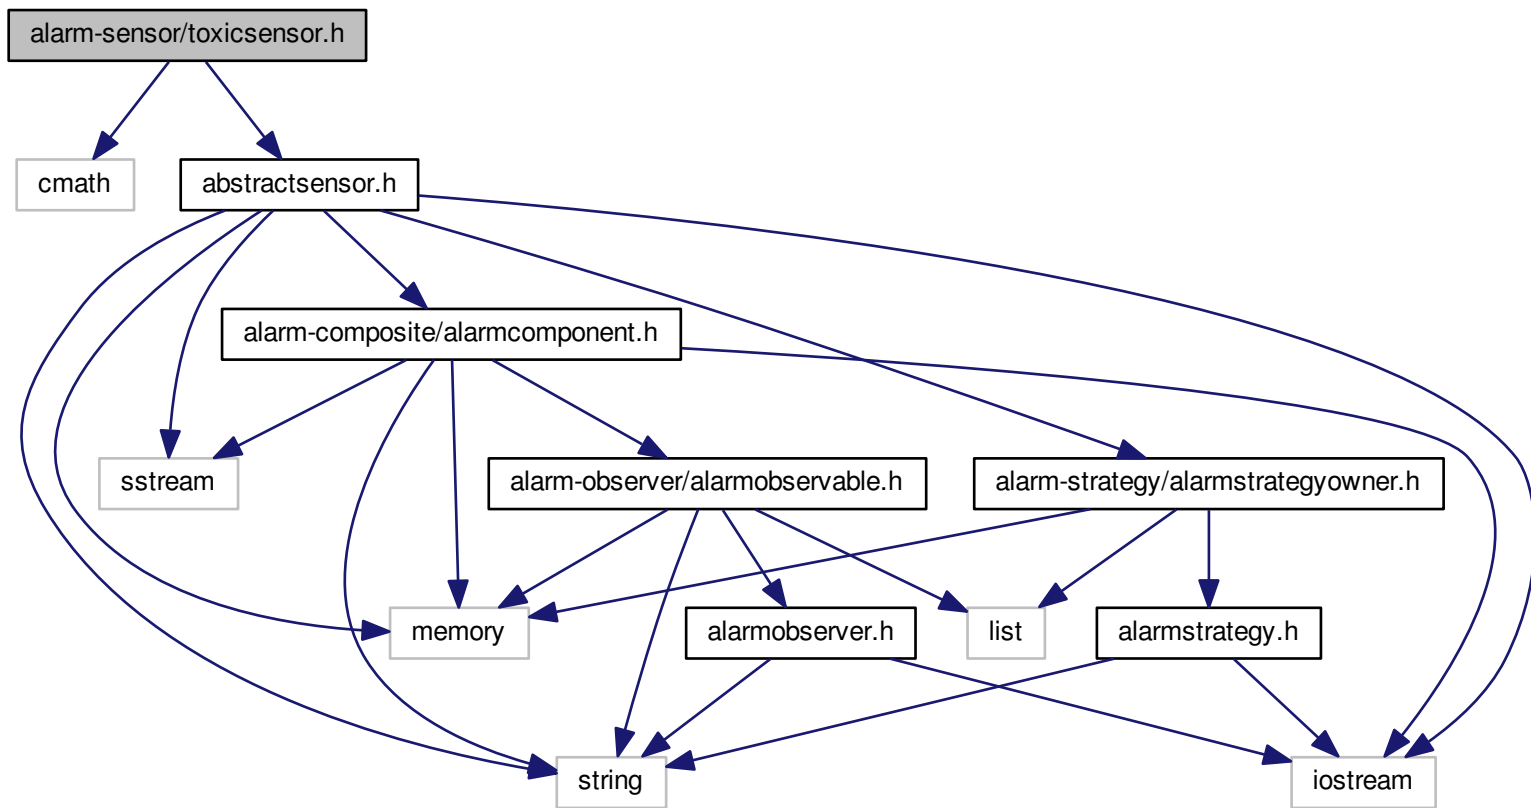 alarm-sensor/toxicsensor.h
cmath
abstractsensor.h
alarm-composite/alarmcomponent.h
sstream
alarm-observer/alarmobservable.h
alarm-strategy/alarmstrategyowner.h
memory
alarmobserver.h
list
alarmstrategy.h
string
iostream